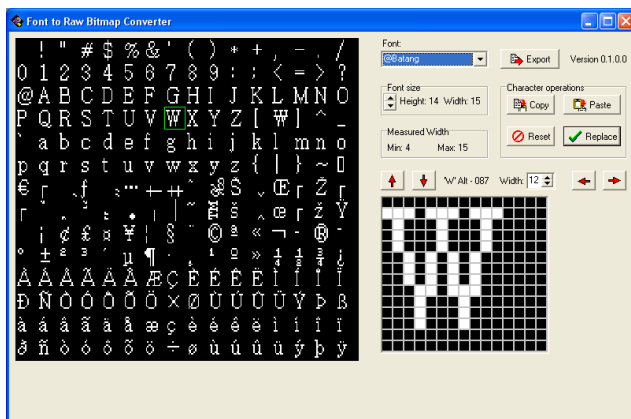 Font to Raw Bitmap Converter
Font:
@Batang
Export
Version 0.1.0.0
Font size
Height: 14 Width: 15
Character operations
Copy
Paste
Measured Width
Min: 4 Max: 15
Reset
Replace
'W' Alt - 087 Width: 12
! " # $ % & ' ( ) * + , - . /
0 1 2 3 4 5 6 7 8 9 : ; < = > ?
@ A B C D E F G H I J K L M N O
P Q R S T U V W X Y Z [ ₩ ] ^ _
` a b c d e f g h i j k l m n o
p q r s t u v w x y z { | } ~
À Á Â Ã Ä Å Æ Ç È É Ê Ë Ì Í Î Ï
Ð Ñ Ò Ó Ô Õ Ö × Ø Ù Ú Û Ü Ý Þ ß
à á â ã ä å æ ç è é ê ë ì í î ï
ð ñ ò ó ô õ ö ÷ ø ù ú û ü ý þ ÿ